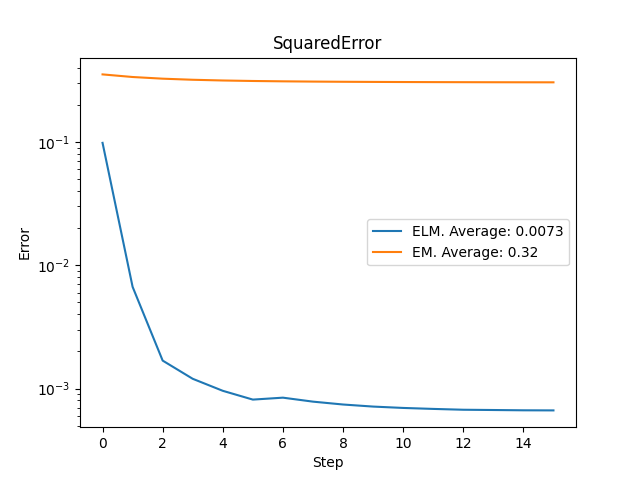 SquaredError
Error
10⁻¹
10⁻²
10⁻³
ELM. Average: 0.0073
EM. Average: 0.32
0 2 4 6 8 10 12 14
Step